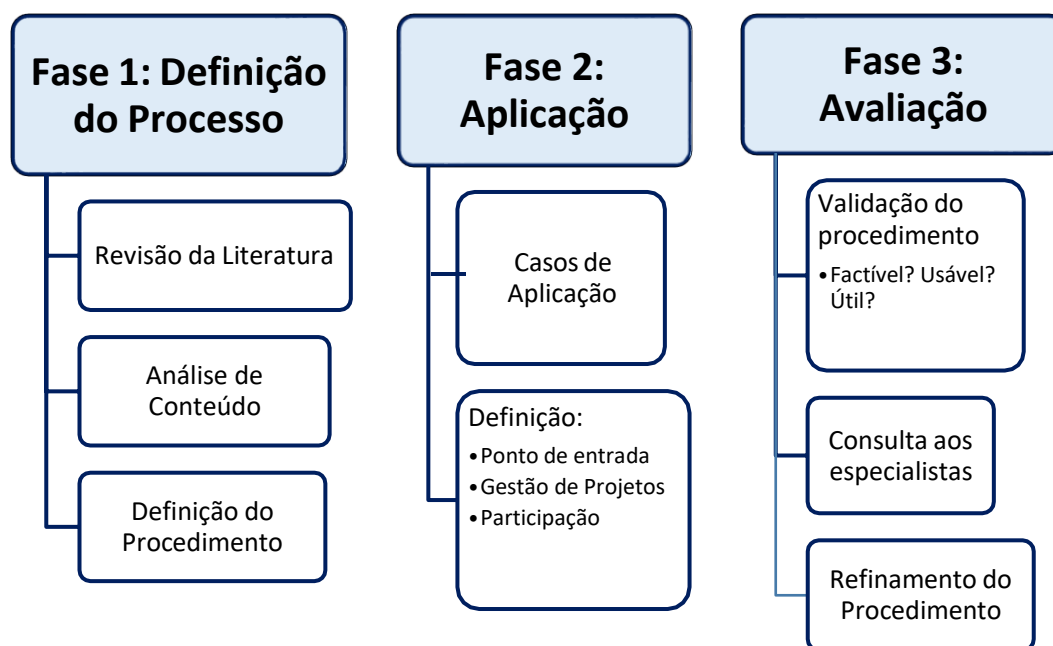 Fase 1: Definição
do Processo
Revisão da Literatura
Análise de
Conteúdo
Definição do
Procedimento
Fase 2:
Aplicação
Casos de
Aplicação
Definição:
•Ponto de entrada
•Gestão de Projetos
•Participação
Fase 3:
Avaliação
Validação do
procedimento
•Factível? Usável?
Útil?
Consulta aos
especialistas
Refinamento do
Procedimento